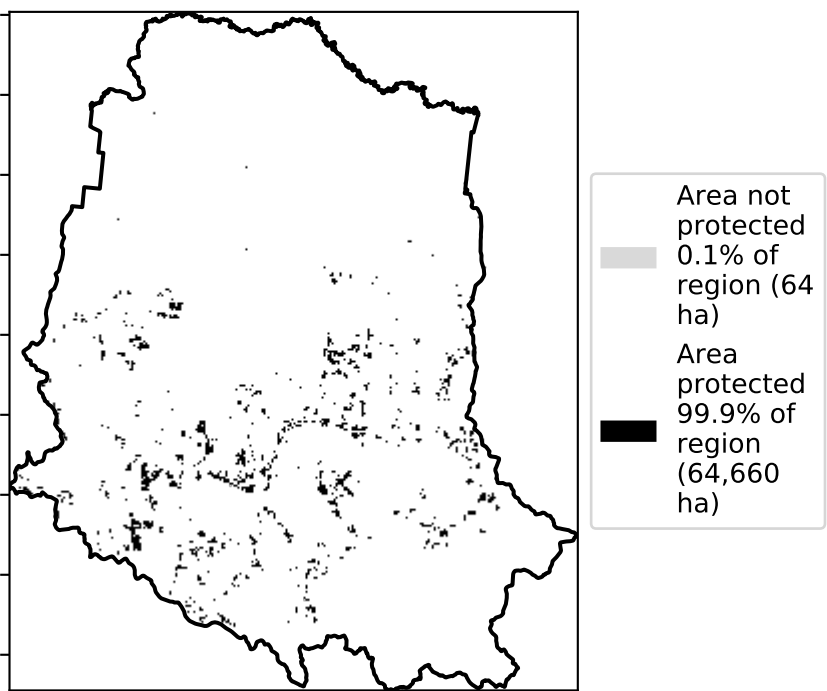 Area not
protected
0.1% of
region (64
ha)
Area
protected
99.9% of
region
(64,660
ha)